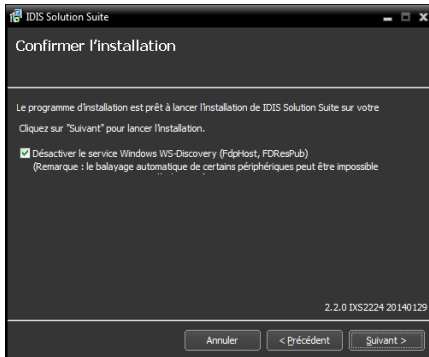 IDIS Solution Suite
Confirmer l'installation
Le programme d'installation est prêt à lancer l'installation de IDIS Solution Suite sur votre
Cliquez sur "Suivant" pour lancer l'installation.
Désactiver le service Windows WS-Discovery (FdpHost, FDResPub)
(Remarque : le balayage automatique de certains périphériques peut être impossible
2.2.0 IXS2224 20140129
Annuler
< Précédent
Suivant >